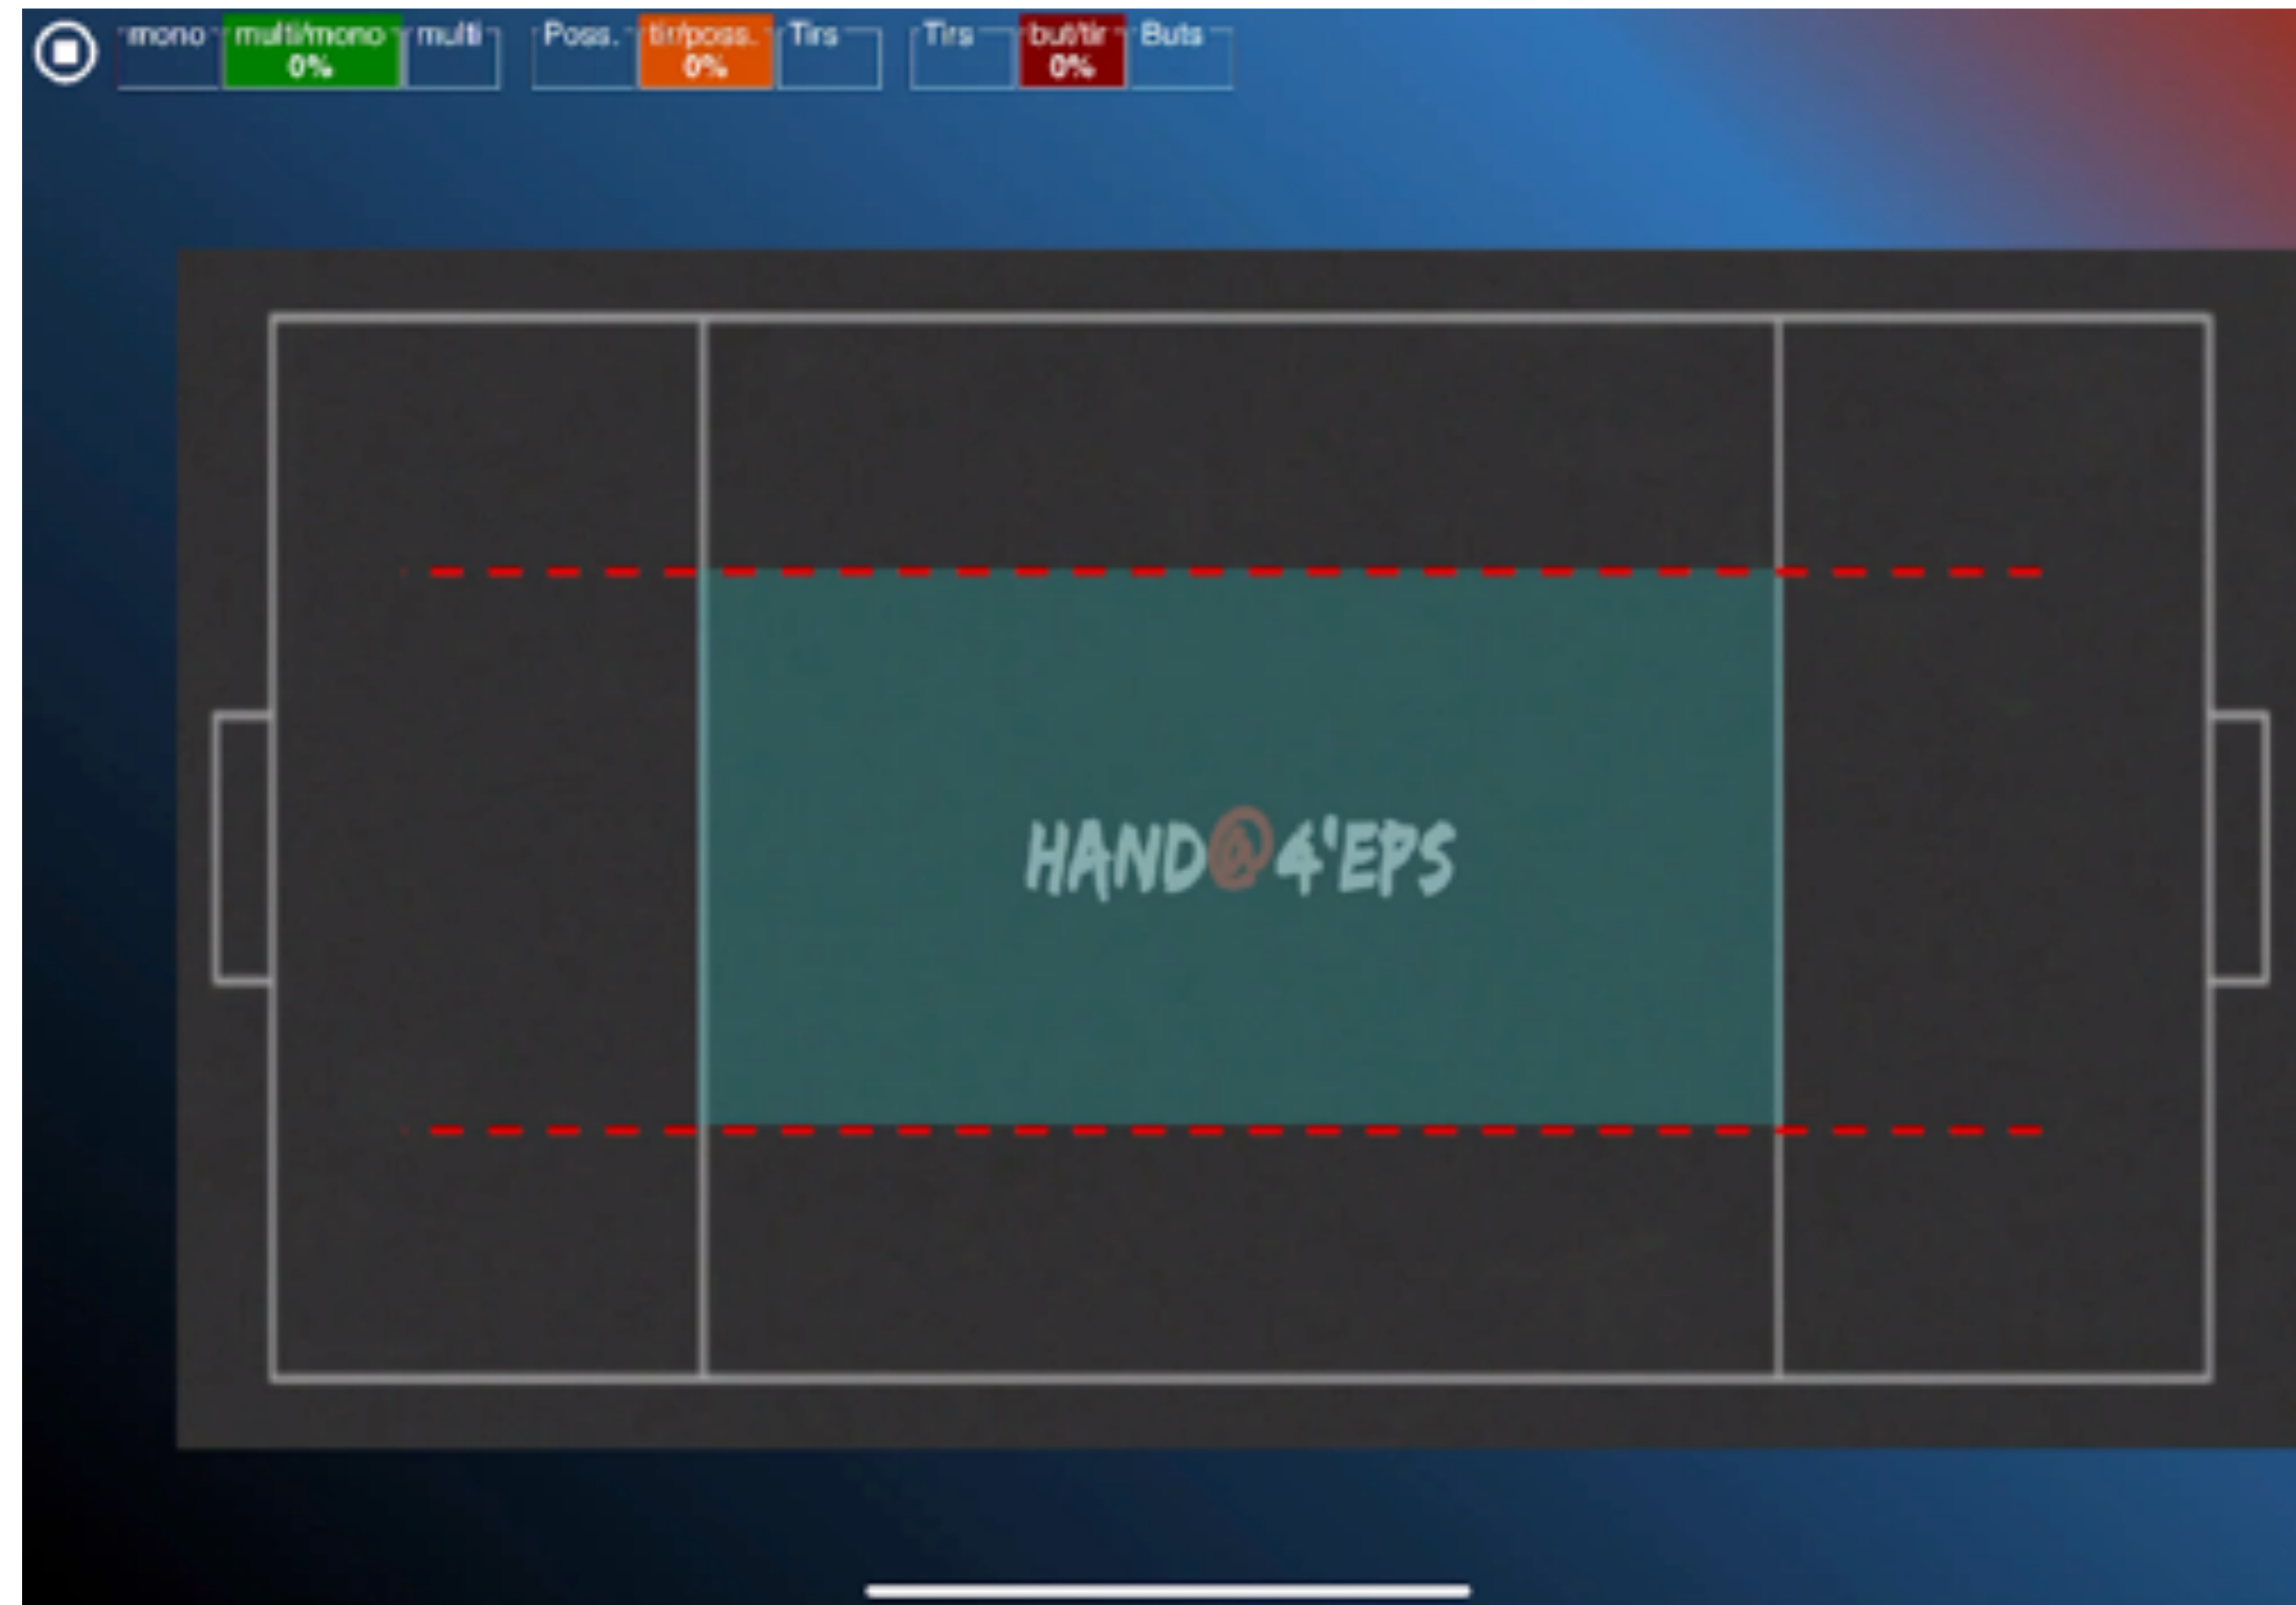 mono multi/mono multi Poss. tir/poss. Tirs Tirs but/tir Buts
0% 0% 0%
HAND@4'EPS